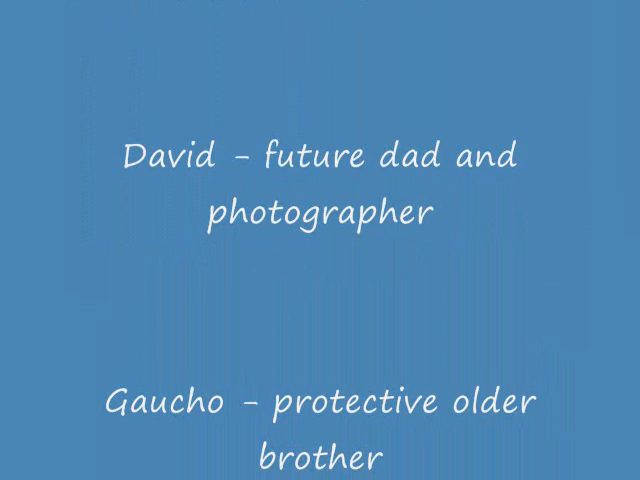 David - future dad and
photographer
Gaucho - protective older
brother